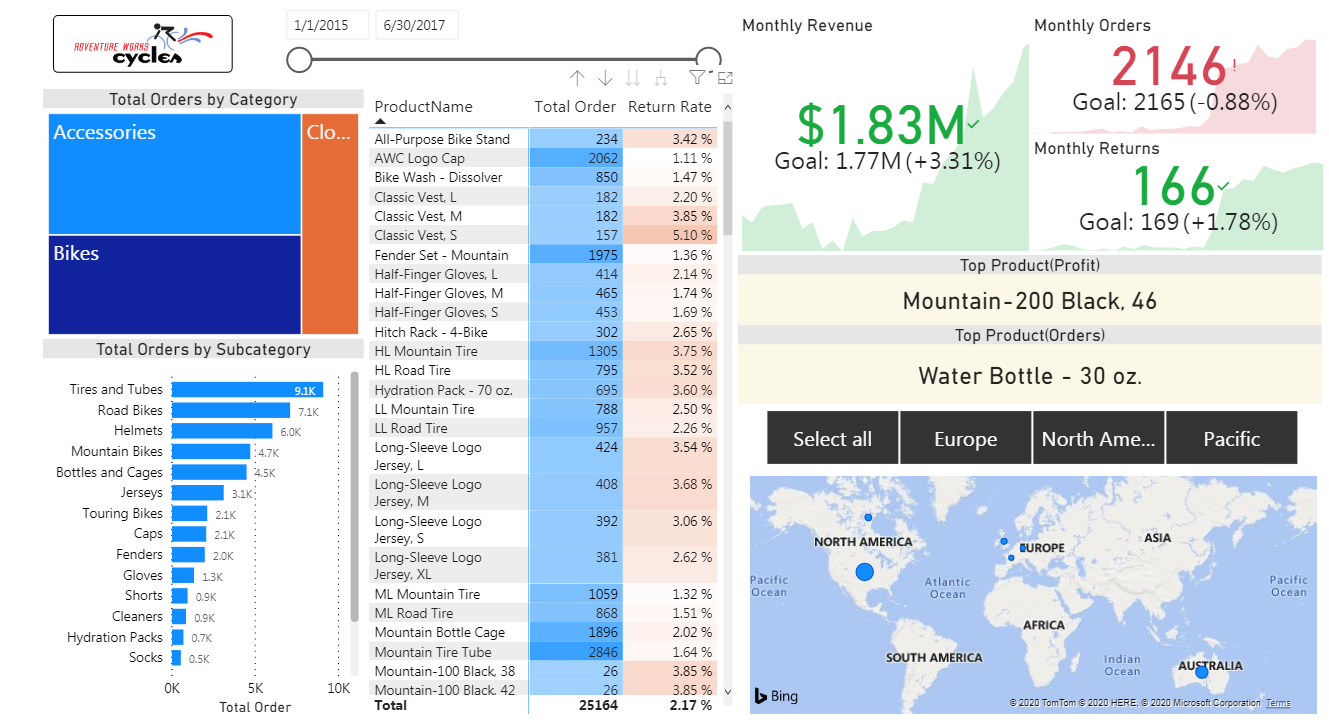 ADVENTURE WORKS
cycles
1/1/2015
6/30/2017
Total Orders by Category
Accessories
Clo...
Bikes
Total Orders by Subcategory
Tires and Tubes 9.1K
Road Bikes 7.1K
Helmets 6.0K
Mountain Bikes 4.7K
Bottles and Cages 4.5K
Jerseys 3.1K
Touring Bikes 2.1K
Caps 2.1K
Fenders 2.0K
Gloves 1.3K
Shorts 0.9K
Cleaners 0.9K
Hydration Packs 0.7K
Socks 0.5K
0K 5K 10K
Total Order
ProductName Total Order Return Rate
All-Purpose Bike Stand 234 3.42 %
AWC Logo Cap 2062 1.11 %
Bike Wash - Dissolver 850 1.47 %
Classic Vest, L 182 2.20 %
Classic Vest, M 182 3.85 %
Classic Vest, S 157 5.10 %
Fender Set - Mountain 1975 1.36 %
Half-Finger Gloves, L 414 2.14 %
Half-Finger Gloves, M 465 1.74 %
Half-Finger Gloves, S 453 1.69 %
Hitch Rack - 4-Bike 302 2.65 %
HL Mountain Tire 1305 3.75 %
HL Road Tire 795 3.52 %
Hydration Pack - 70 oz. 695 3.60 %
LL Mountain Tire 788 2.50 %
LL Road Tire 957 2.26 %
Long-Sleeve Logo 424 3.54 %
Jersey, L
Long-Sleeve Logo 408 3.68 %
Jersey, M
Long-Sleeve Logo 392 3.06 %
Jersey, S
Long-Sleeve Logo 381 2.62 %
Jersey, XL
ML Mountain Tire 1059 1.32 %
ML Road Tire 868 1.51 %
Mountain Bottle Cage 1896 2.02 %
Mountain Tire Tube 2846 1.64 %
Mountain-100 Black, 38 26 3.85 %
Mountain-100 Black, 42 26 3.85 %
Total 25164 2.17 %
Monthly Revenue
$1.83M
Goal: 1.77M (+3.31%)
Monthly Orders
2146!
Goal: 2165 (-0.88%)
Monthly Returns
166
Goal: 169 (+1.78%)
Top Product(Profit)
Mountain-200 Black, 46
Top Product(Orders)
Water Bottle - 30 oz.
Select all Europe North Ame... Pacific
NORTH AMERICA
EUROPE
ASIA
Pacific
Ocean
Atlantic
Ocean
Pacific
Ocean
AFRICA
SOUTH AMERICA
Indian
Ocean
AUSTRALIA
Bing
© 2020 TomTom © 2020 HERE, © 2020 Microsoft Corporation Terms